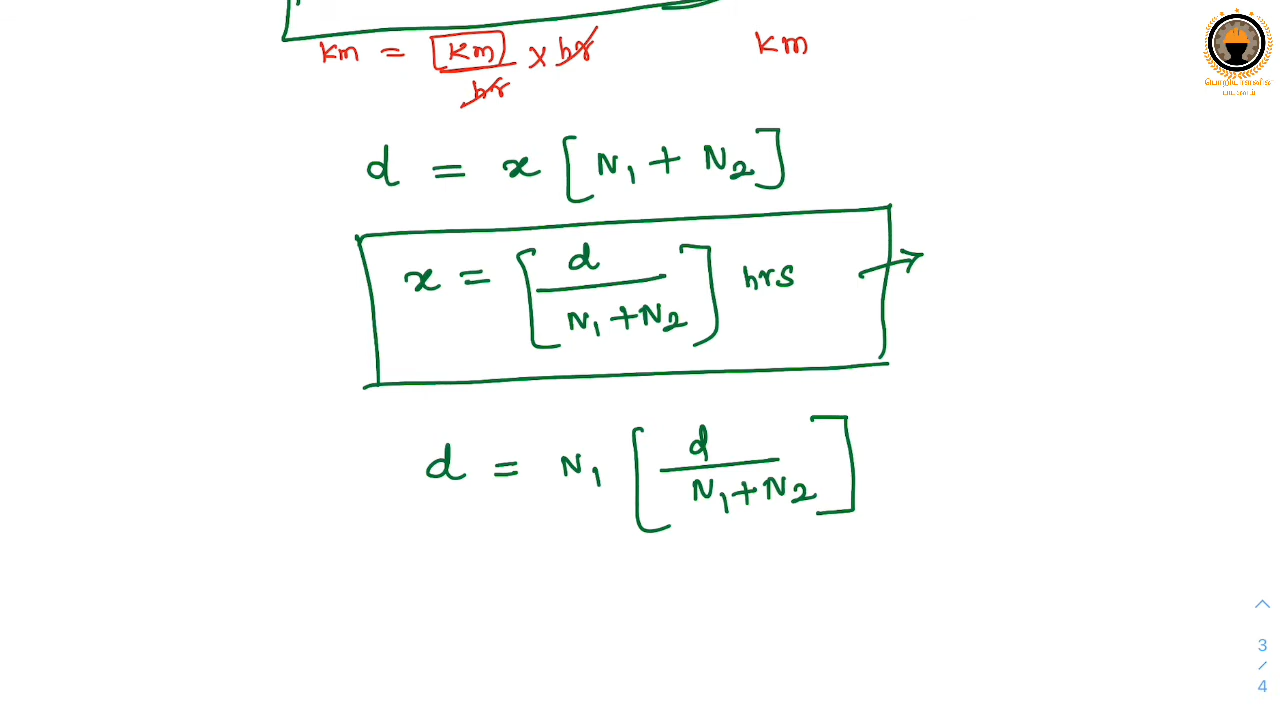 km = km/hr × hr km
d = x [N₁ + N₂]
x = [d / N₁+N₂] hrs →
d = N₁ [d / N₁+N₂]
3
/
4